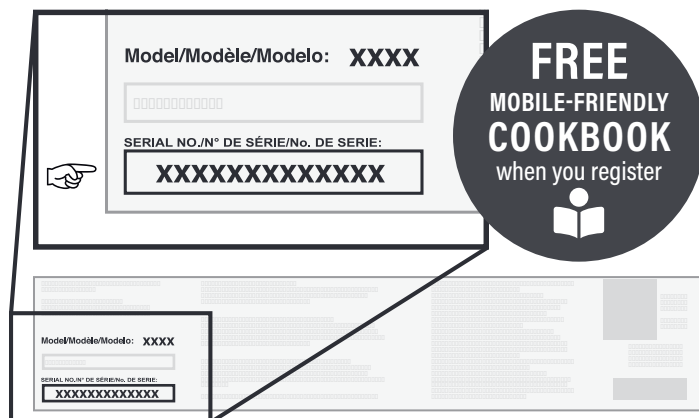 Model/Modèle/Modelo: XXXX
SERIAL NO./N° DE SÉRIE/No. DE SERIE:
XXXXXXXXXXXXX
FREE
MOBILE-FRIENDLY
COOKBOOK
when you register
Model/Modèle/Modelo: XXXX
SERIAL NO./N° DE SÉRIE/No. DE SERIE:
XXXXXXXXXXXXX